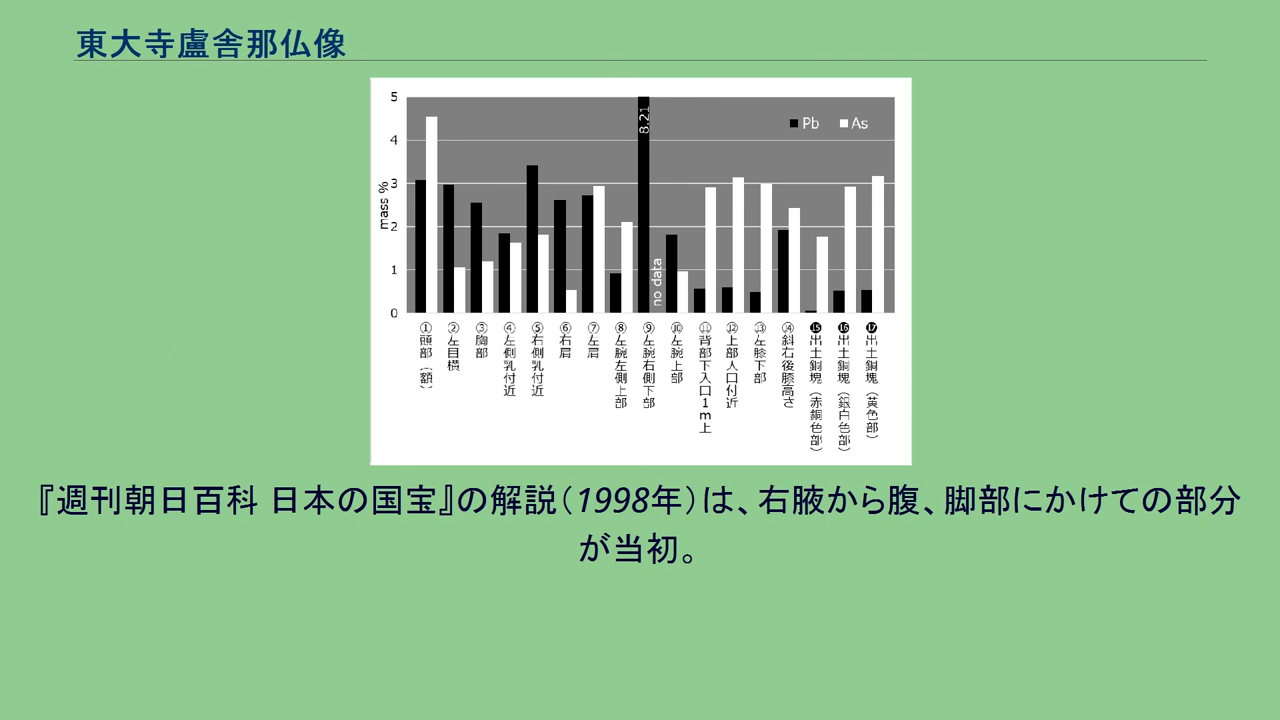 東大寺盧舎那仏像
5
4
3
2
1
0
mass %
Pb
As
8.21
no data
①頭部（額）
②左目横
③胸部
④左側乳付近
⑤右側乳付近
⑥右肩
⑦左肩
⑧左腕左側上部
⑨左腕右側下部
⑩左腕上部
⑪背部下入口１ｍ上
⑫上部入口付近
⑬左膝下部
⑭斜右後膝高さ
⓯出土銅塊（赤銅色部）
⓰出土銅塊（銀白色部）
⓱出土銅塊（黄色部）
『週刊朝日百科 日本の国宝』の解説（1998年）は、右腋から腹、脚部にかけての部分
が当初。